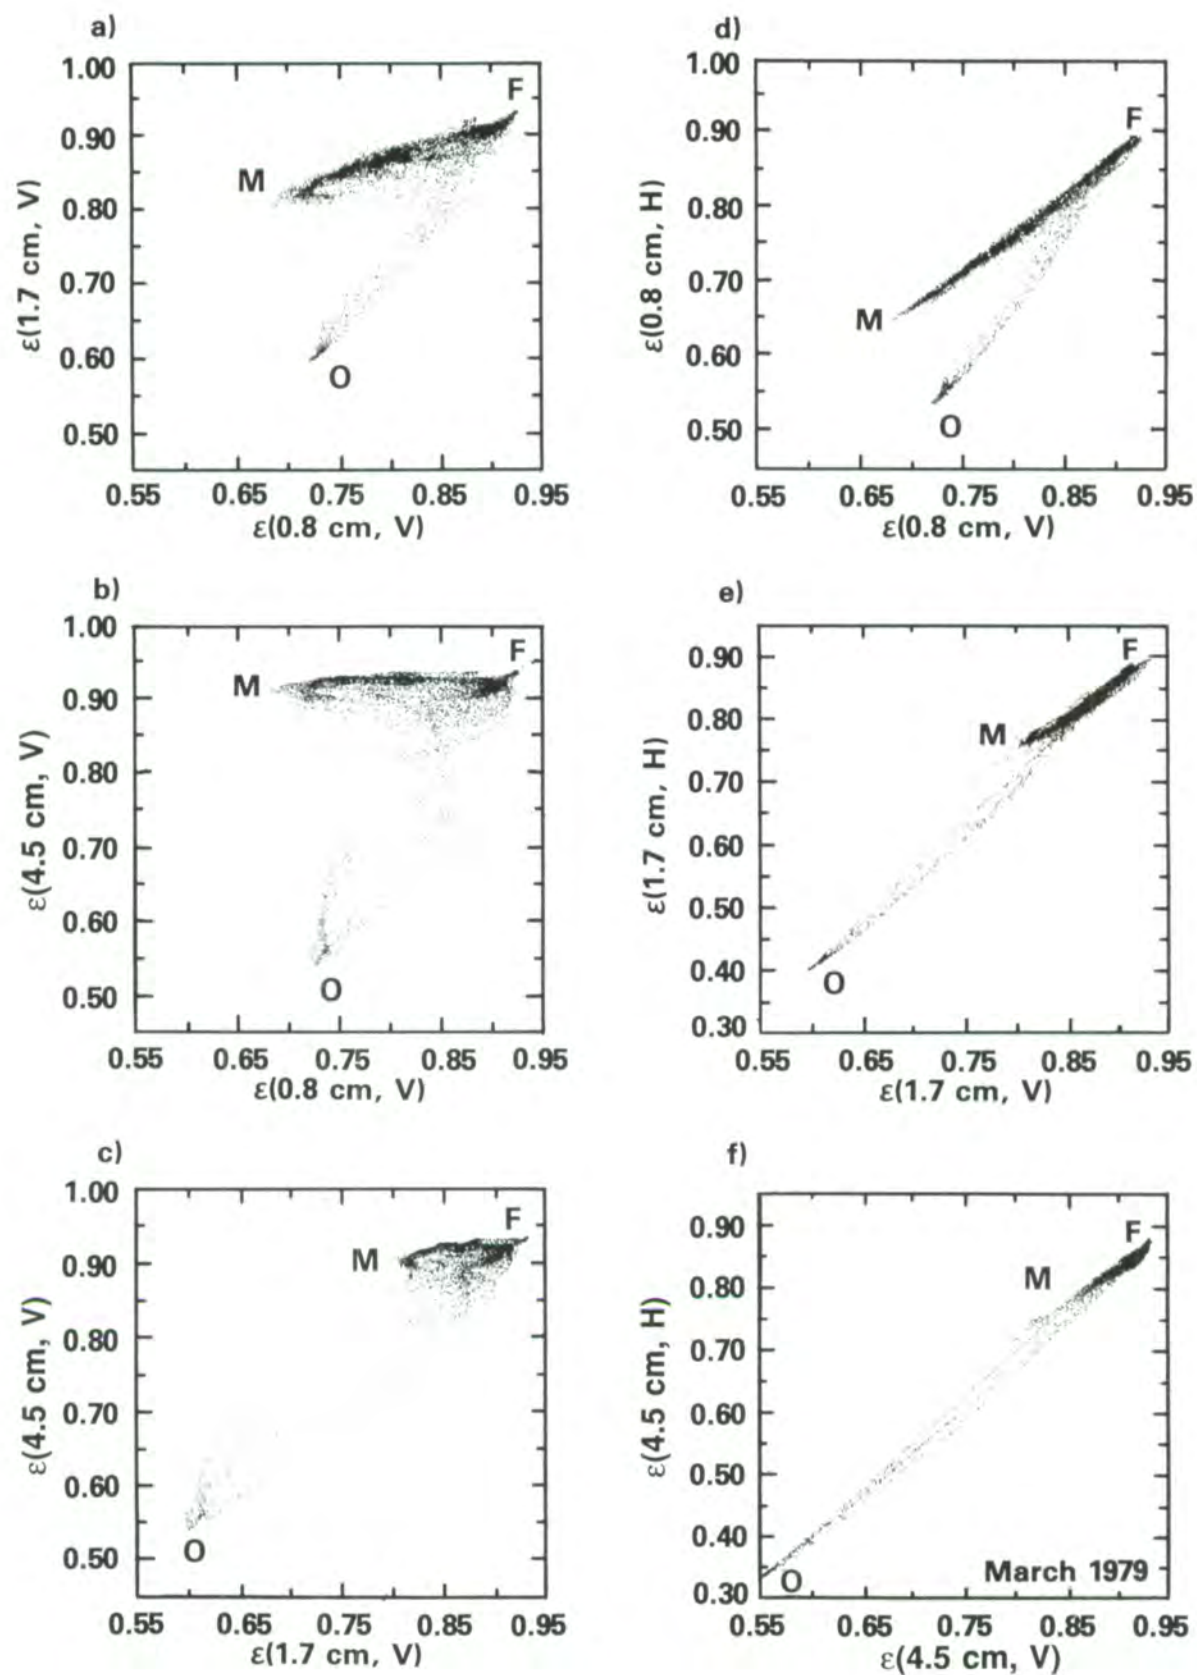 a)
1.00
0.90
0.80
0.70
0.60
0.50
ε(1.7 cm, V)
F
M
O
0.55 0.65 0.75 0.85 0.95
ε(0.8 cm, V)
b)
1.00
0.90
0.80
0.70
0.60
0.50
ε(4.5 cm, V)
F
M
O
0.55 0.65 0.75 0.85 0.95
ε(0.8 cm, V)
c)
1.00
0.90
0.80
0.70
0.60
0.50
ε(4.5 cm, V)
F
M
O
0.55 0.65 0.75 0.85 0.95
ε(1.7 cm, V)
d)
1.00
0.90
0.80
0.70
0.60
0.50
ε(0.8 cm, H)
F
M
O
0.55 0.65 0.75 0.85 0.95
ε(0.8 cm, V)
e)
0.90
0.80
0.70
0.60
0.50
0.40
0.30
ε(1.7 cm, H)
F
M
O
0.55 0.65 0.75 0.85 0.95
ε(1.7 cm, V)
f)
0.90
0.80
0.70
0.60
0.50
0.40
0.30
ε(4.5 cm, H)
F
M
O
March 1979
0.55 0.65 0.75 0.85 0.95
ε(4.5 cm, V)